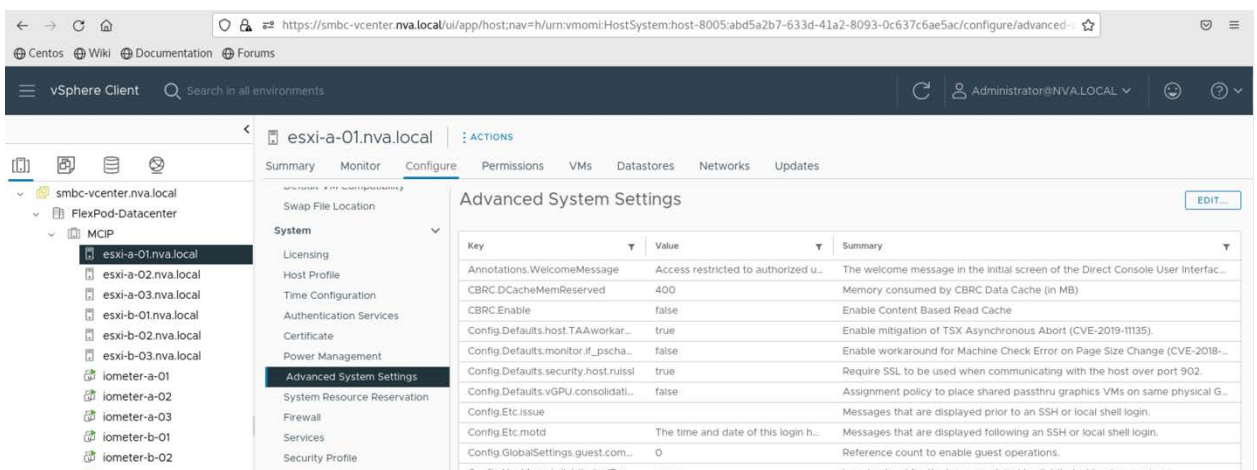 https://smbc-vcenter.nva.local/ui/app/host;nav=h/urn:vmomi:HostSystem:host-8005:abd5a2b7-633d-41a2-8093-0c637c6ae5ac/configure/advanced-s
Centos Wiki Documentation Forums
vSphere Client Search in all environments Administrator@NVA.LOCAL
esxi-a-01.nva.local ACTIONS
Summary Monitor Configure Permissions VMs Datastores Networks Updates
smbc-vcenter.nva.local
FlexPod-Datacenter
MCIP
esxi-a-01.nva.local
esxi-a-02.nva.local
esxi-a-03.nva.local
esxi-b-01.nva.local
esxi-b-02.nva.local
esxi-b-03.nva.local
iometer-a-01
iometer-a-02
iometer-a-03
iometer-b-01
iometer-b-02
Default VM Compatibility
Swap File Location
System
Licensing
Host Profile
Time Configuration
Authentication Services
Certificate
Power Management
Advanced System Settings
System Resource Reservation
Firewall
Services
Security Profile
Advanced System Settings EDIT...
Key Value Summary
Annotations.WelcomeMessage Access restricted to authorized u... The welcome message in the initial screen of the Direct Console User Interfac...
CBRC.DCacheMemReserved 400 Memory consumed by CBRC Data Cache (in MB)
CBRC.Enable false Enable Content Based Read Cache
Config.Defaults.host.TAAworkar... true Enable mitigation of TSX Asynchronous Abort (CVE-2019-11135).
Config.Defaults.monitor.if_pscha... false Enable workaround for Machine Check Error on Page Size Change (CVE-2018-...
Config.Defaults.security.host.ruissl true Require SSL to be used when communicating with the host over port 902.
Config.Defaults.vGPU.consolidati... false Assignment policy to place shared passthru graphics VMs on same physical G...
Config.Etc.issue Messages that are displayed prior to an SSH or local shell login.
Config.Etc.motd The time and date of this login h... Messages that are displayed following an SSH or local shell login.
Config.GlobalSettings.guest.com... 0 Reference count to enable guest operations.